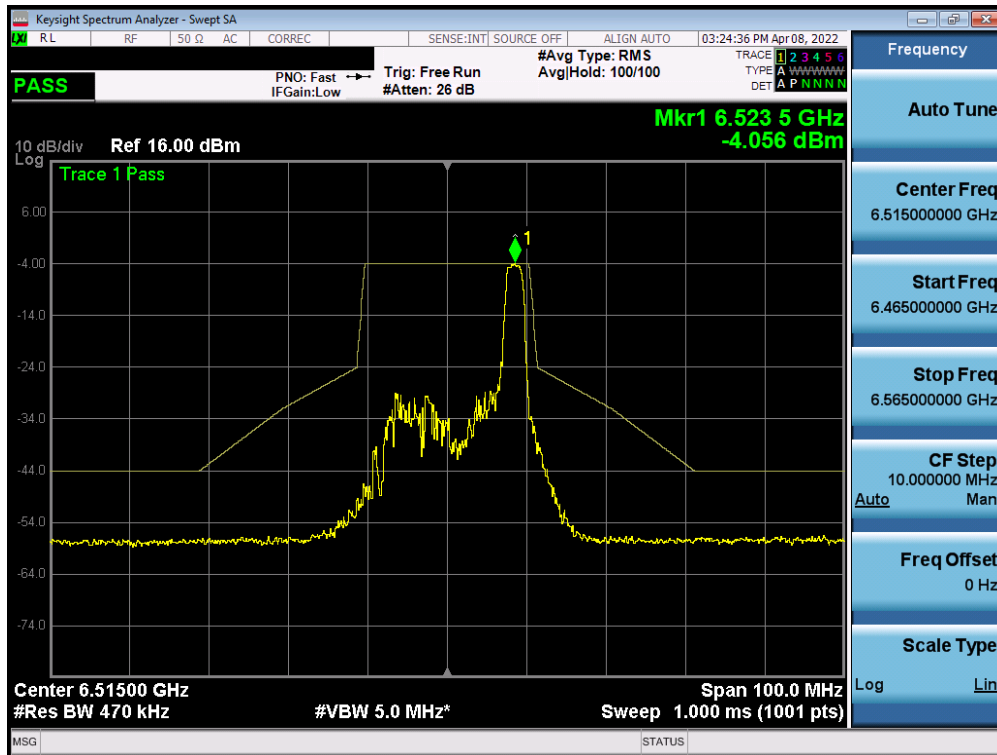 Keysight Spectrum Analyzer - Swept SA
LXI RL RF 50 Ω AC CORREC SENSE:INT SOURCE OFF ALIGN AUTO 03:24:36 PM Apr 08, 2022
PASS
PNO: Fast
IFGain:Low
Trig: Free Run
#Atten: 26 dB
#Avg Type: RMS
Avg|Hold: 100/100
TRACE 1 2 3 4 5 6
TYPE A WWWWW
DET A P N N N N
Mkr1 6.523 5 GHz
-4.056 dBm
10 dB/div Ref 16.00 dBm
Log
Trace 1 Pass
1
6.00
-4.00
-14.0
-24.0
-34.0
-44.0
-54.0
-64.0
-74.0
Center 6.51500 GHz Span 100.0 MHz
#Res BW 470 kHz #VBW 5.0 MHz* Sweep 1.000 ms (1001 pts)
MSG STATUS
Frequency
Auto Tune
Center Freq
6.515000000 GHz
Start Freq
6.465000000 GHz
Stop Freq
6.565000000 GHz
CF Step
10.000000 MHz
Auto Man
Freq Offset
0 Hz
Scale Type
Log Lin